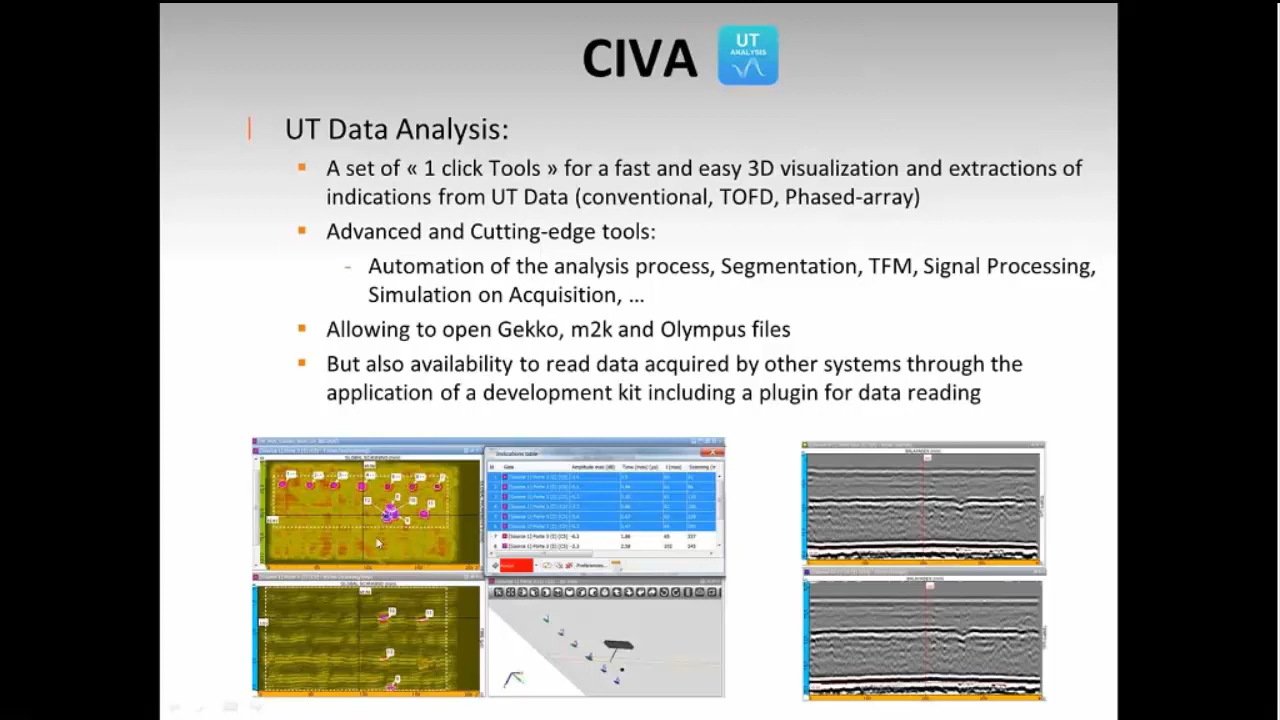 CIVA
UT
ANALYSIS
UT Data Analysis:
A set of « 1 click Tools » for a fast and easy 3D visualization and extractions of
indications from UT Data (conventional, TOFD, Phased-array)
Advanced and Cutting-edge tools:
- Automation of the analysis process, Segmentation, TFM, Signal Processing,
Simulation on Acquisition, ...
Allowing to open Gekko, m2k and Olympus files
But also availability to read data acquired by other systems through the
application of a development kit including a plugin for data reading
Indications table
Preferences...